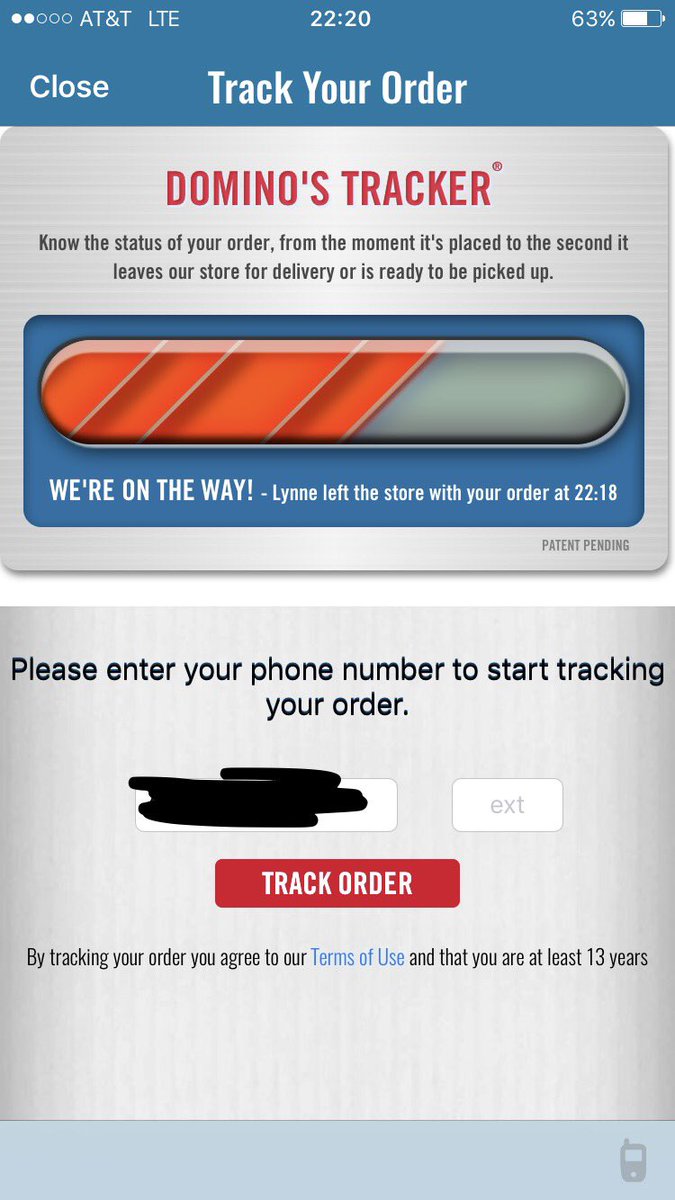 AT&T LTE 22:20 63%
Close Track Your Order
DOMINO'S TRACKER®
Know the status of your order, from the moment it's placed to the second it
leaves our store for delivery or is ready to be picked up.
WE'RE ON THE WAY! - Lynne left the store with your order at 22:18
PATENT PENDING
Please enter your phone number to start tracking
your order.
ext
TRACK ORDER
By tracking your order you agree to our Terms of Use and that you are at least 13 years